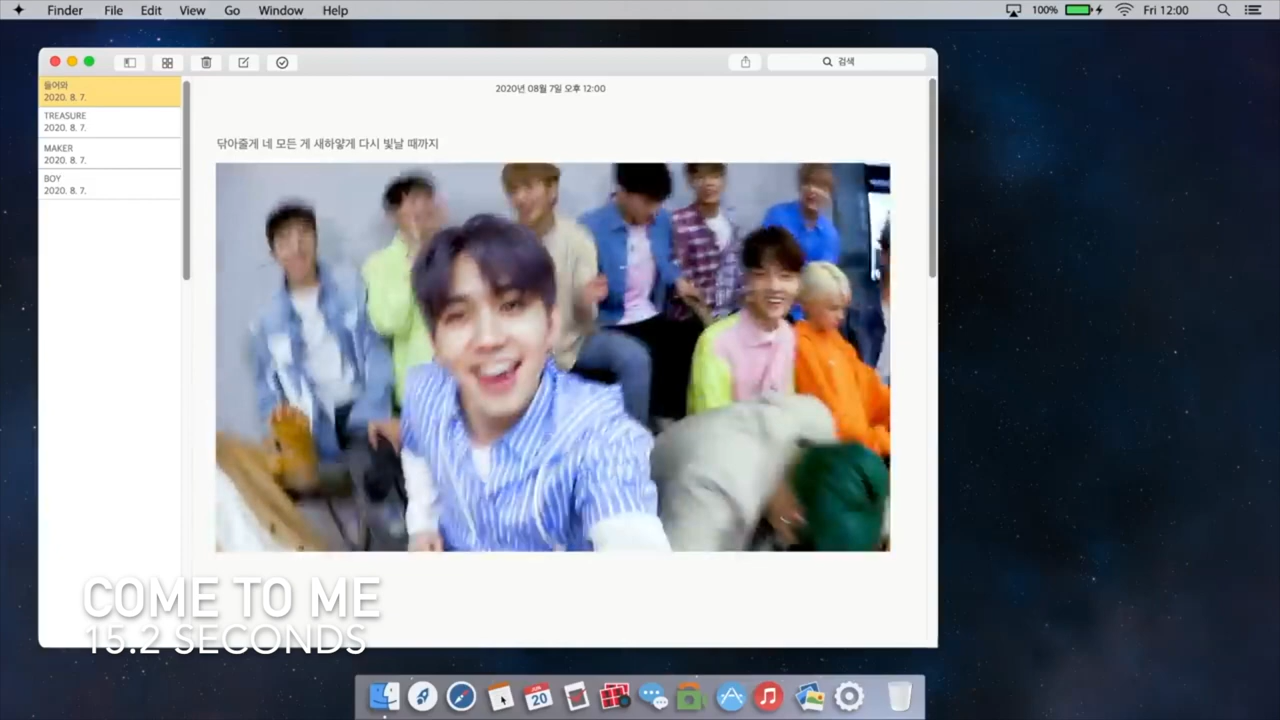 Finder File Edit View Go Window Help 100% Fri 12:00
검색
들어와
2020. 8. 7.
TREASURE
2020. 8. 7.
MAKER
2020. 8. 7.
BOY
2020. 8. 7.
2020년 08월 7일 오후 12:00
닦아줄게 네 모든 게 새하얗게 다시 빛날 때까지
COME TO ME
15.2 SECONDS
JUN
20